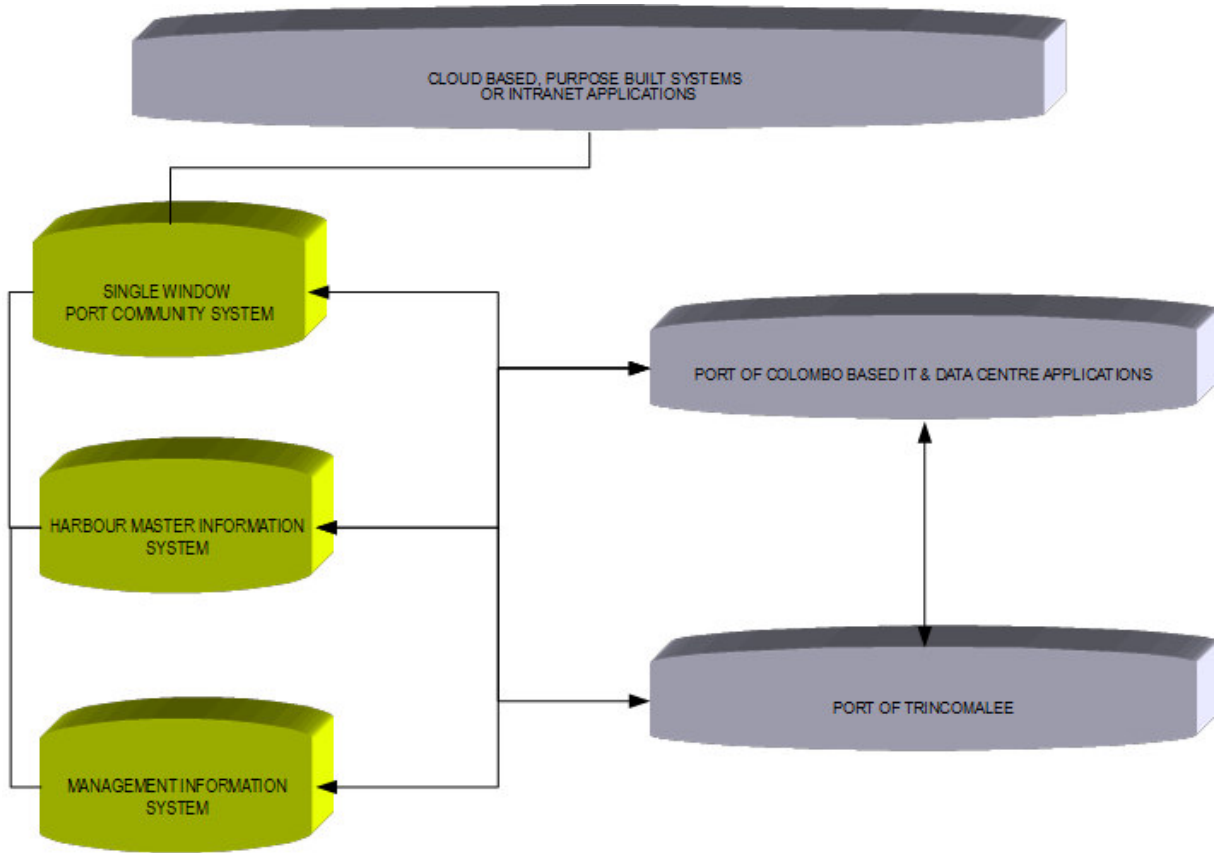 CLOUD BASED, PURPOSE BUILT SYSTEMS
OR INTRANET APPLICATIONS
SINGLE WINDOW
PORT COMMUNITY SYSTEM
PORT OF COLOMBO BASED IT & DATA CENTRE APPLICATIONS
HARBOUR MASTER INFORMATION
SYSTEM
PORT OF TRINCOMALEE
MANAGEMENT INFORMATION
SYSTEM